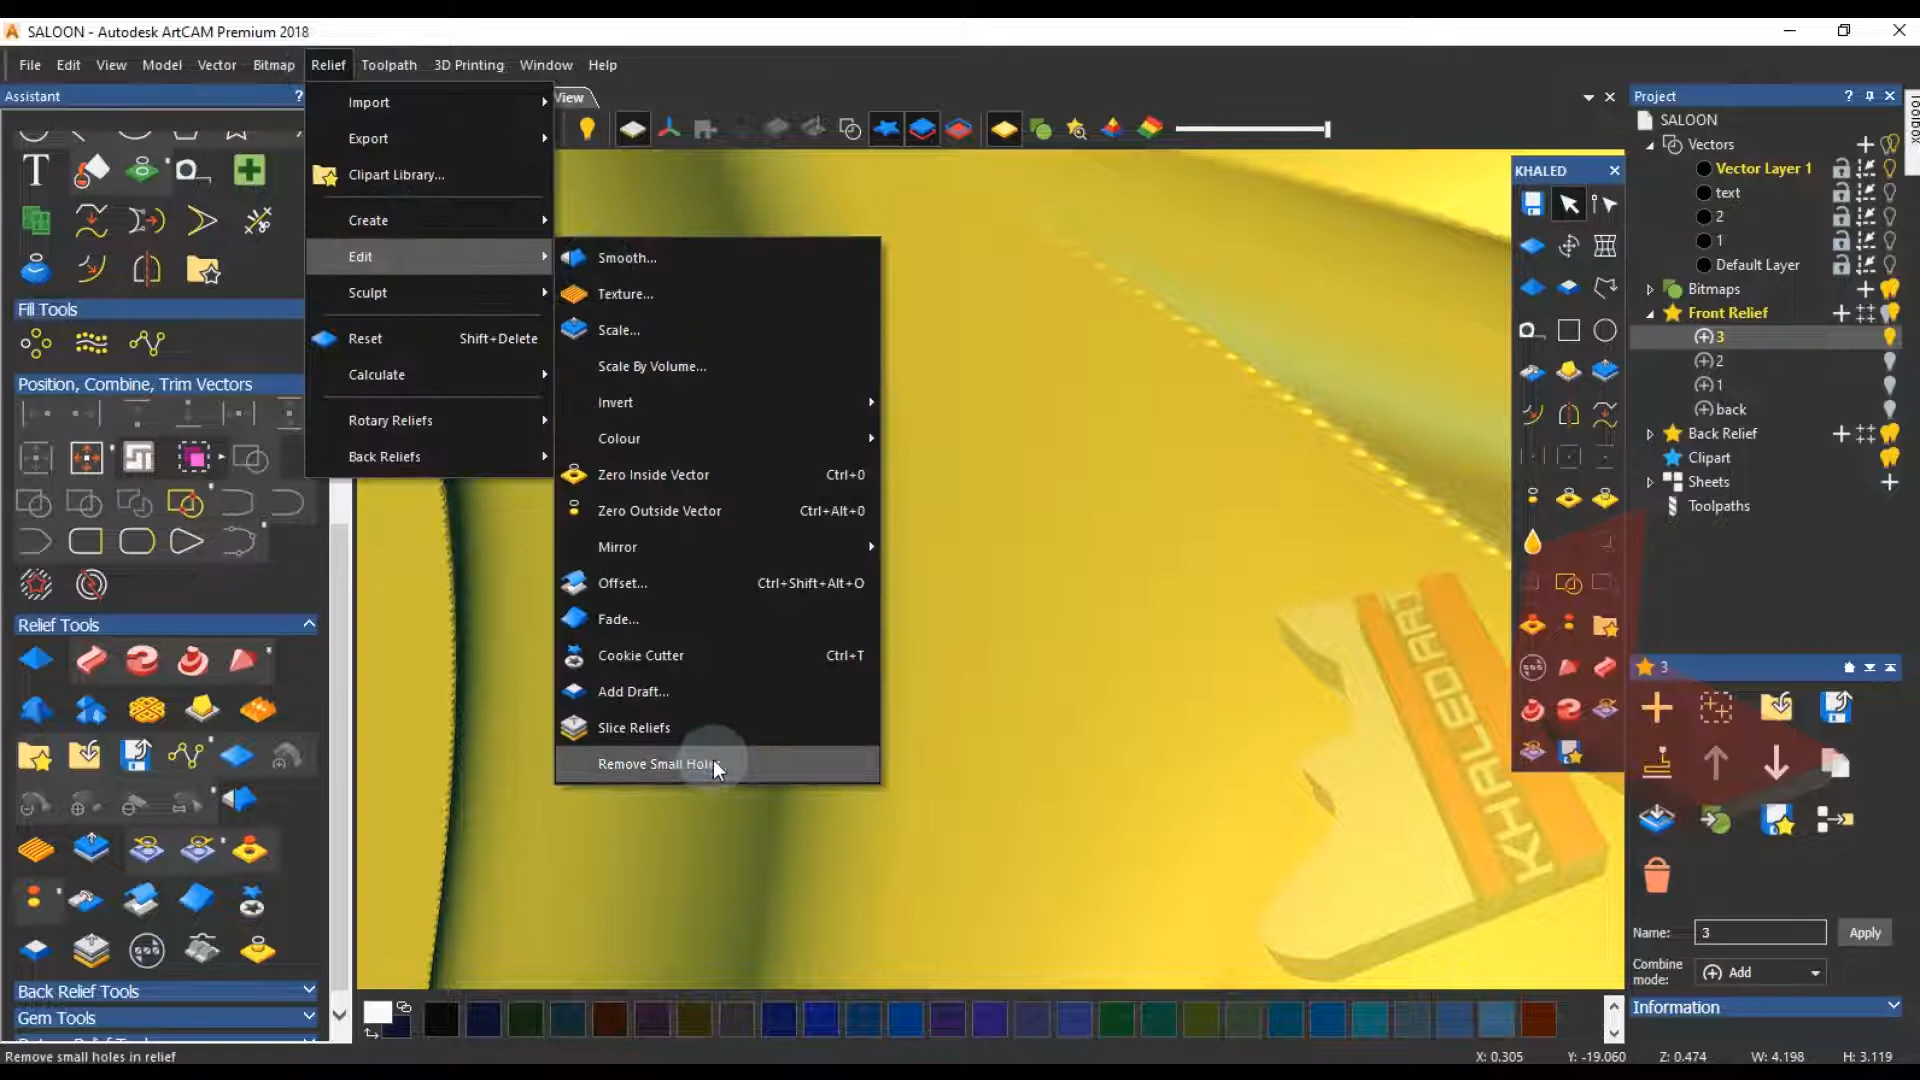 SALOON - Autodesk ArtCAM Premium 2018
File Edit View Model Vector Bitmap Relief Toolpath 3D Printing Window Help
Assistant ?
Import
Export
Clipart Library...
Create
Edit
Sculpt
Reset Shift+Delete
Calculate
Rotary Reliefs
Back Reliefs
View
Smooth...
Texture...
Scale...
Scale By Volume...
Invert
Colour
Zero Inside Vector Ctrl+0
Zero Outside Vector Ctrl+Alt+0
Mirror
Offset... Ctrl+Shift+Alt+O
Fade...
Cookie Cutter Ctrl+T
Add Draft...
Slice Reliefs
Remove Small Holes
Fill Tools
Position, Combine, Trim Vectors
Relief Tools
Back Relief Tools
Gem Tools
Remove small holes in relief
KHALED
KHALEDART
Project ?
Toolbox
SALOON
Vectors
Vector Layer 1
text
2
1
Default Layer
Bitmaps
Front Relief
3
2
1
back
Back Relief
Clipart
Sheets
Toolpaths
3
Name: 3 Apply
Combine mode: Add
Information
X: 0.305 Y: -19.060 Z: 0.474 W: 4.198 H: 3.119